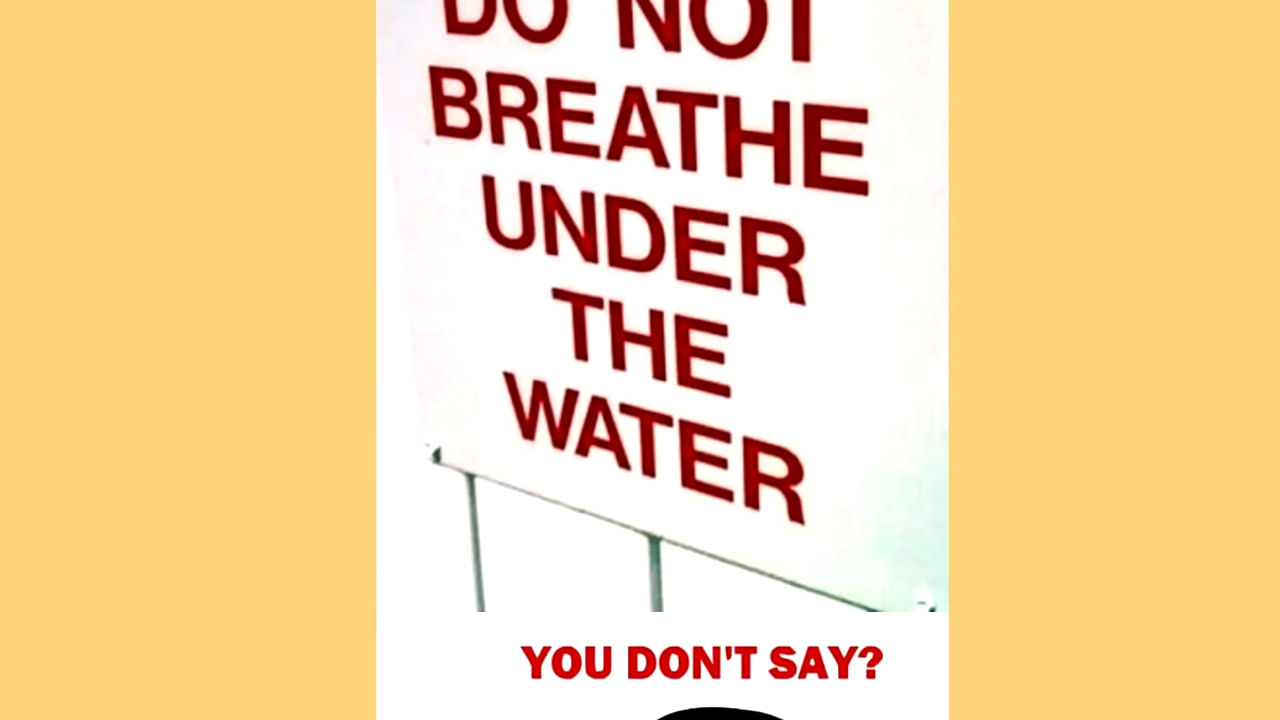 DO NOT
BREATHE
UNDER
THE
WATER
YOU DON'T SAY?